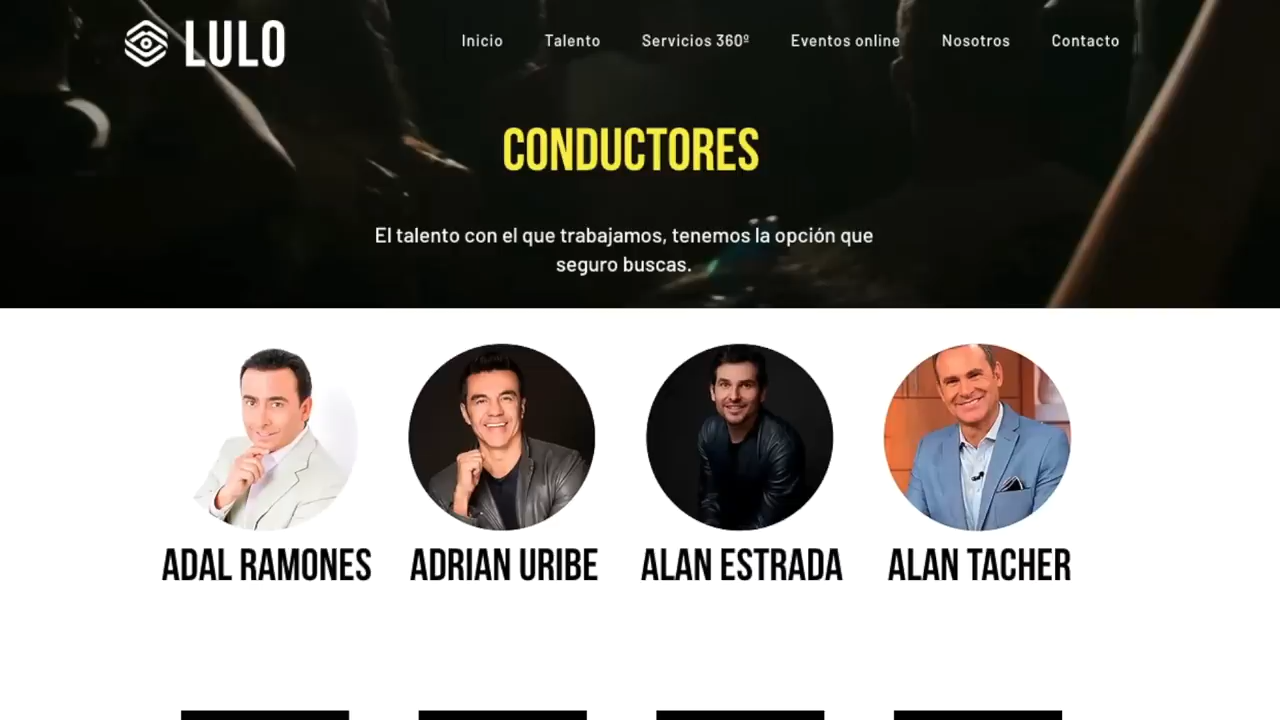 LULO
Inicio Talento Servicios 360º Eventos online Nosotros Contacto
CONDUCTORES
El talento con el que trabajamos, tenemos la opción que
seguro buscas.
ADAL RAMONES ADRIAN URIBE ALAN ESTRADA ALAN TACHER